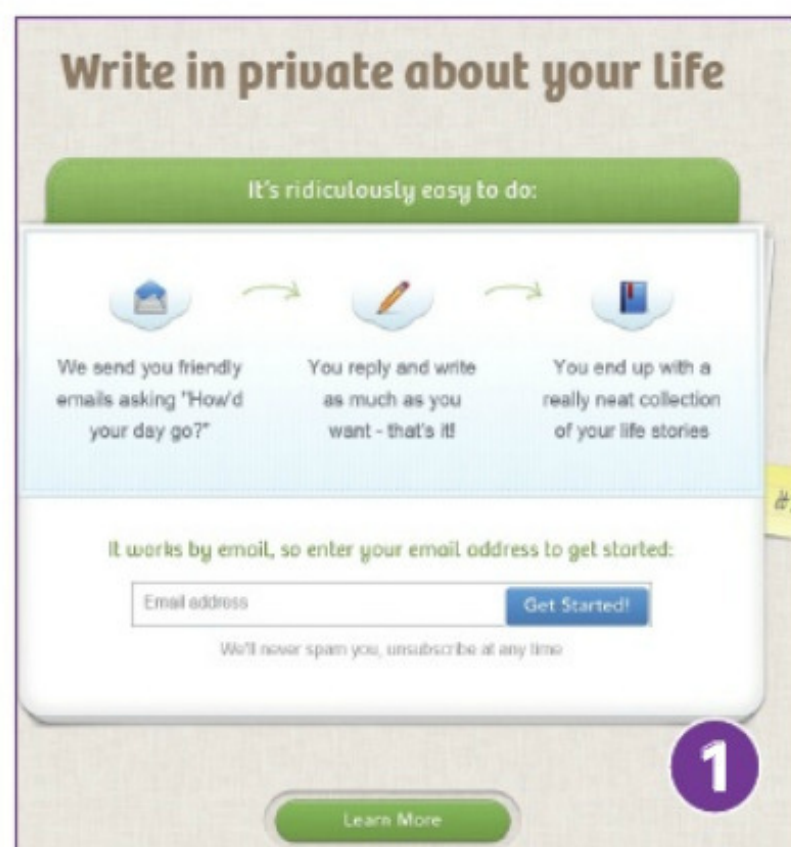 Write in private about your life
It's ridiculously easy to do:
We send you friendly
emails asking "How'd
your day go?"
You reply and write
as much as you
want - that's it!
You end up with a
really neat collection
of your life stories
It works by email, so enter your email address to get started:
Email address
Get Started!
We'll never spam you, unsubscribe at any time
1
Learn More